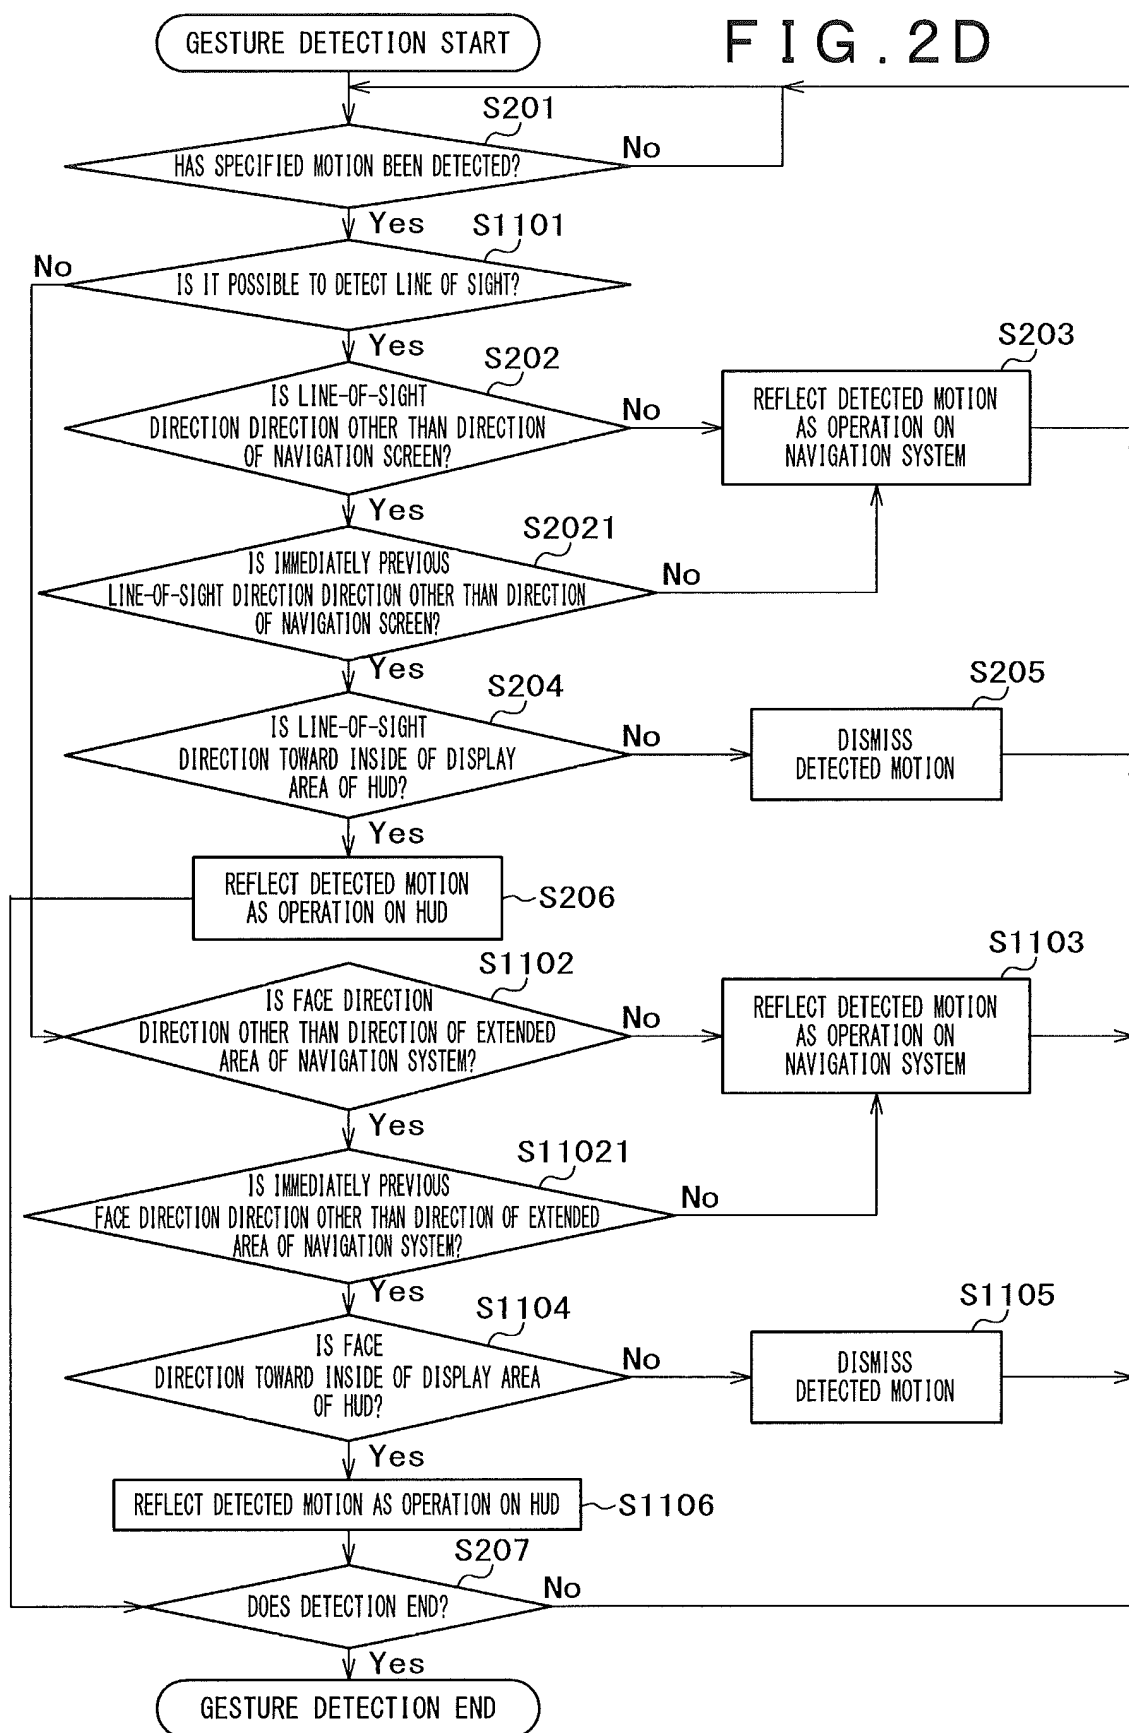 GESTURE DETECTION START
FIG.2D
S201
HAS SPECIFIED MOTION BEEN DETECTED?
No
Yes
S1101
No
IS IT POSSIBLE TO DETECT LINE OF SIGHT?
Yes
S202
IS LINE-OF-SIGHT
DIRECTION DIRECTION OTHER THAN DIRECTION
OF NAVIGATION SCREEN?
No
S203
REFLECT DETECTED MOTION
AS OPERATION ON
NAVIGATION SYSTEM
Yes
S2021
IS IMMEDIATELY PREVIOUS
LINE-OF-SIGHT DIRECTION DIRECTION OTHER THAN DIRECTION
OF NAVIGATION SCREEN?
No
Yes
S204
IS LINE-OF-SIGHT
DIRECTION TOWARD INSIDE OF DISPLAY
AREA OF HUD?
No
S205
DISMISS
DETECTED MOTION
Yes
REFLECT DETECTED MOTION
AS OPERATION ON HUD
S206
S1102
IS FACE DIRECTION
DIRECTION OTHER THAN DIRECTION OF EXTENDED
AREA OF NAVIGATION SYSTEM?
No
S1103
REFLECT DETECTED MOTION
AS OPERATION ON
NAVIGATION SYSTEM
Yes
S11021
IS IMMEDIATELY PREVIOUS
FACE DIRECTION DIRECTION OTHER THAN DIRECTION OF EXTENDED
AREA OF NAVIGATION SYSTEM?
No
Yes
S1104
IS FACE
DIRECTION TOWARD INSIDE OF DISPLAY AREA
OF HUD?
No
S1105
DISMISS
DETECTED MOTION
Yes
REFLECT DETECTED MOTION AS OPERATION ON HUD
S1106
S207
DOES DETECTION END?
No
Yes
GESTURE DETECTION END